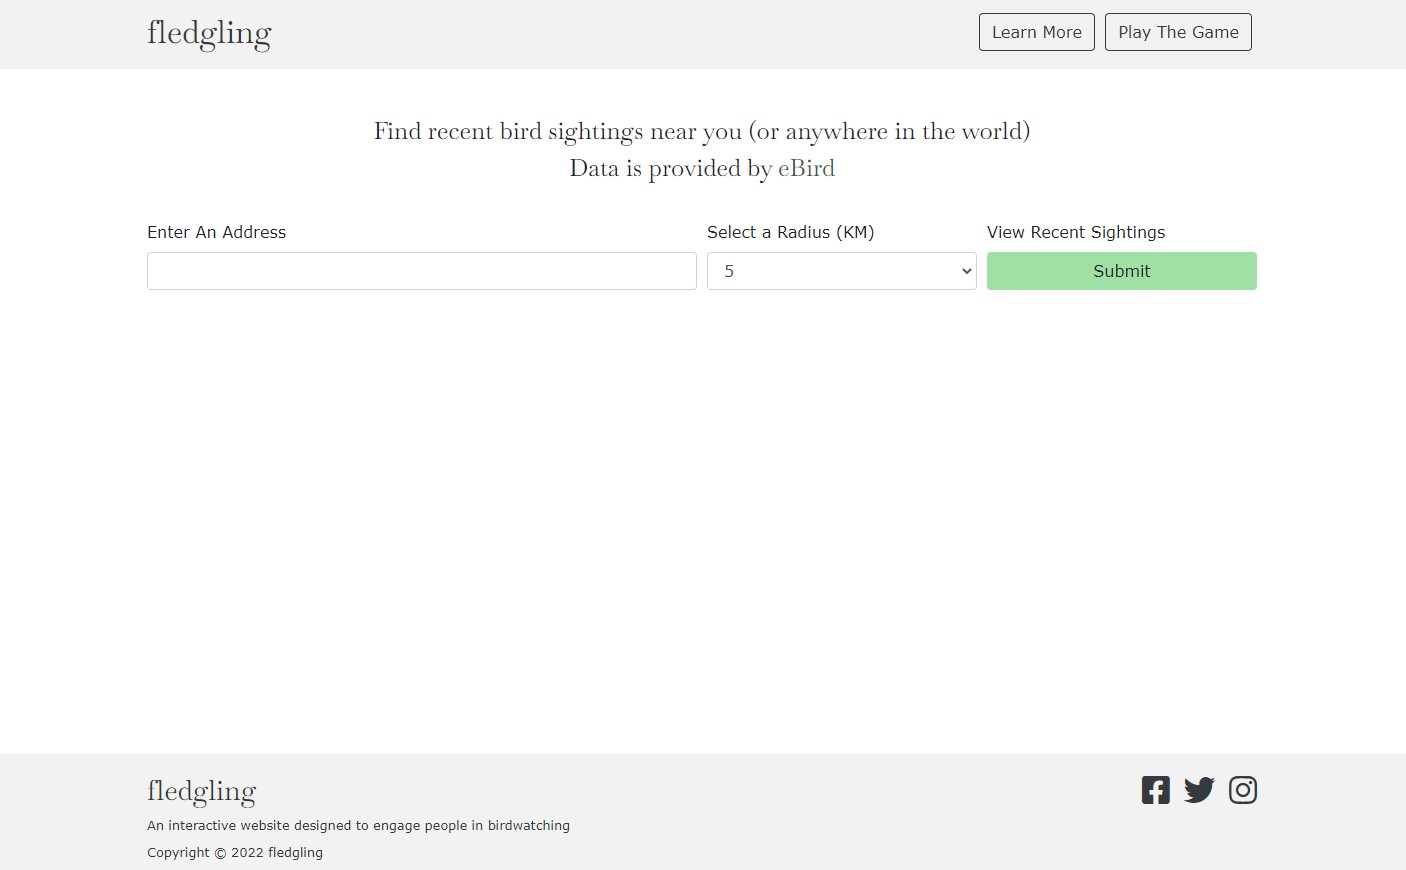 fledgling
Learn More
Play The Game
Find recent bird sightings near you (or anywhere in the world)
Data is provided by eBird
Enter An Address
Select a Radius (KM)
View Recent Sightings
5
Submit
fledgling
An interactive website designed to engage people in birdwatching
Copyright © 2022 fledgling